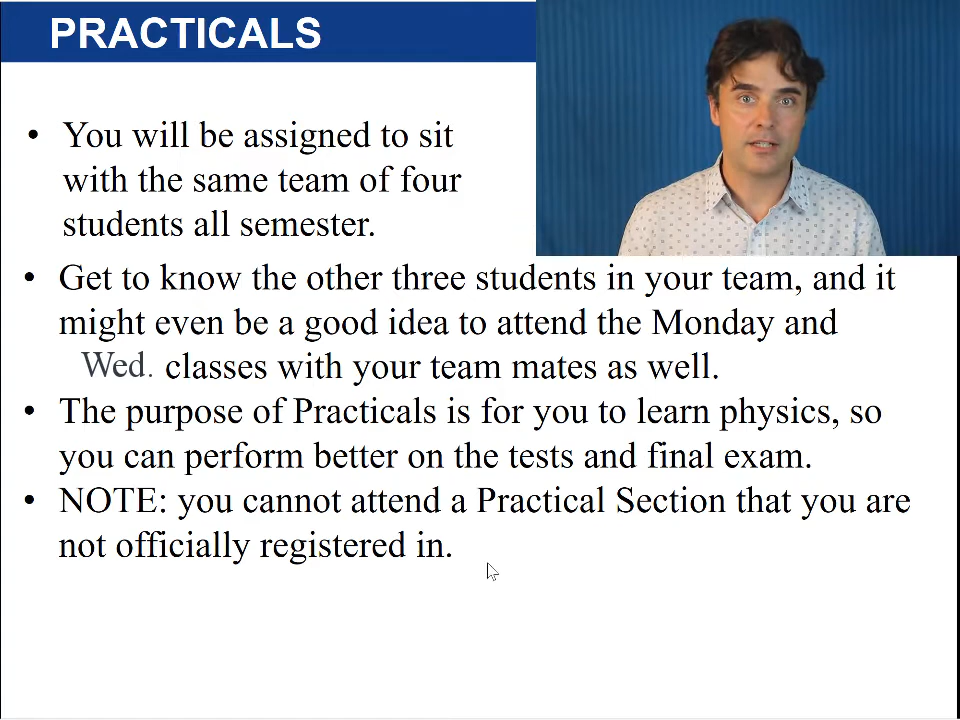 PRACTICALS
• You will be assigned to sit
with the same team of four
students all semester.
• Get to know the other three students in your team, and it
might even be a good idea to attend the Monday and
Wed. classes with your team mates as well.
• The purpose of Practicals is for you to learn physics, so
you can perform better on the tests and final exam.
• NOTE: you cannot attend a Practical Section that you are
not officially registered in.